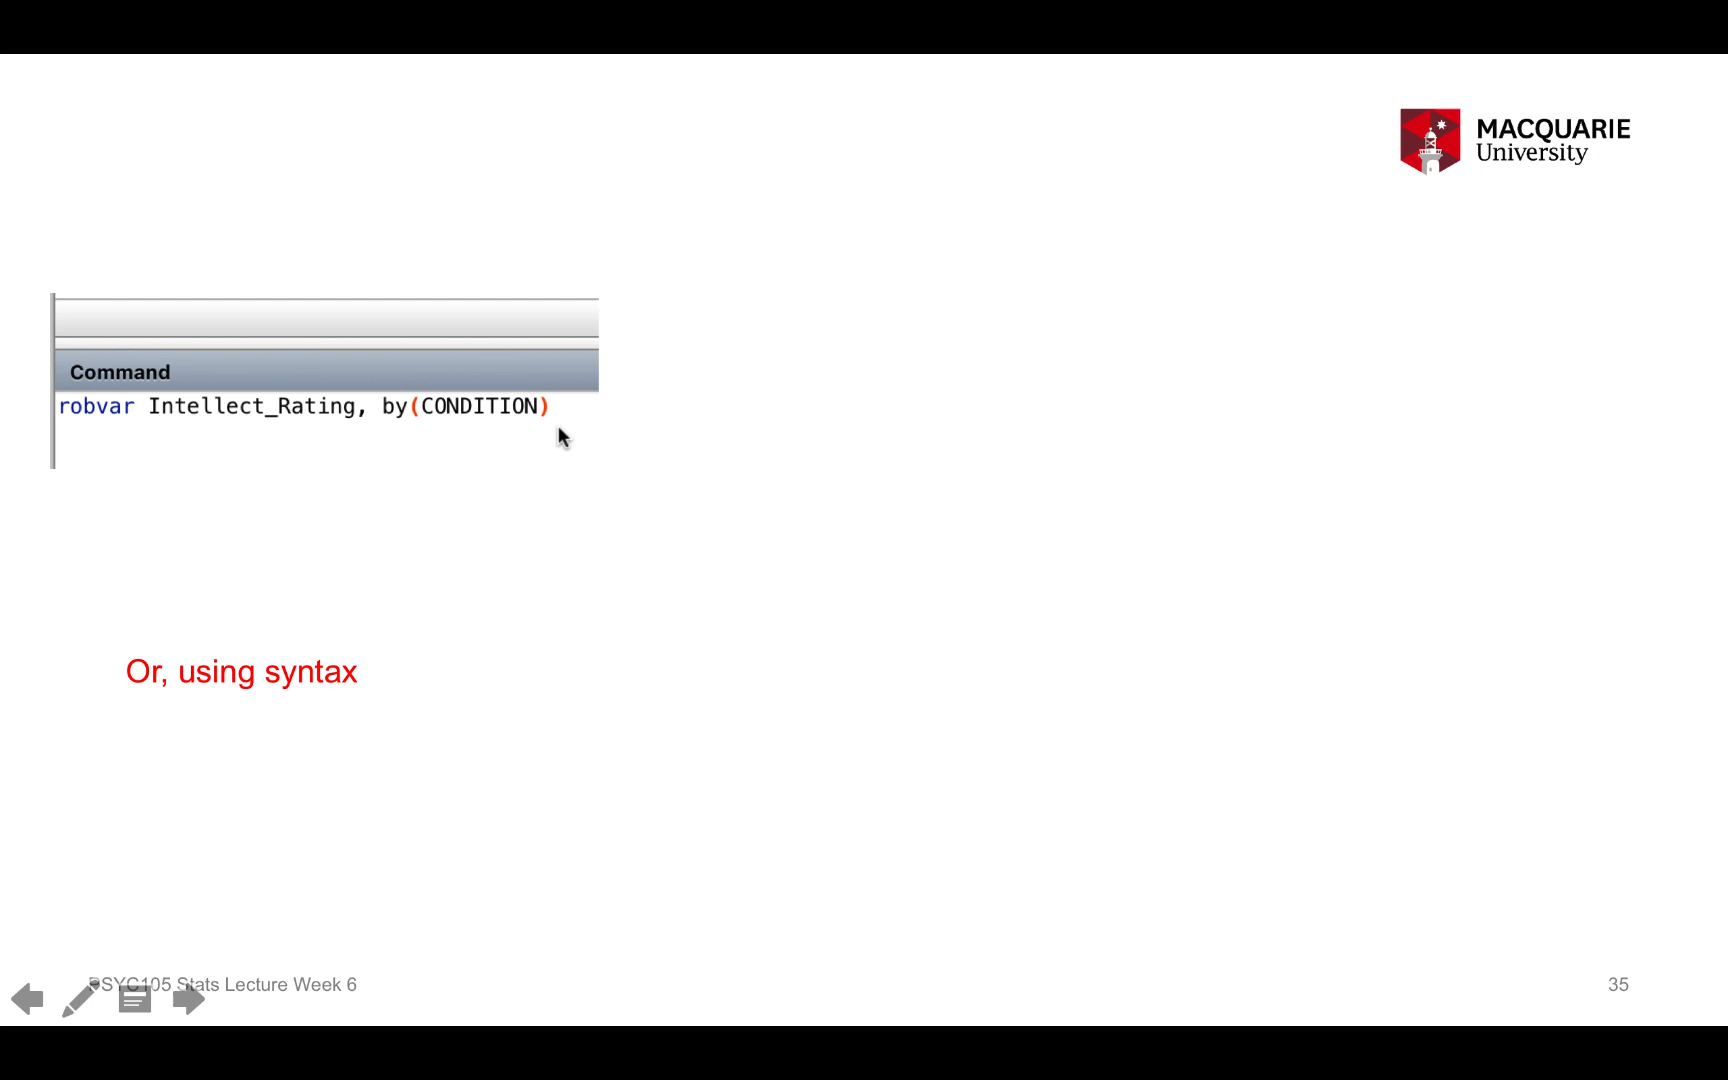 MACQUARIE
University
Command
robvar Intellect_Rating, by(CONDITION)
Or, using syntax
PSYC105 Stats Lecture Week 6
35